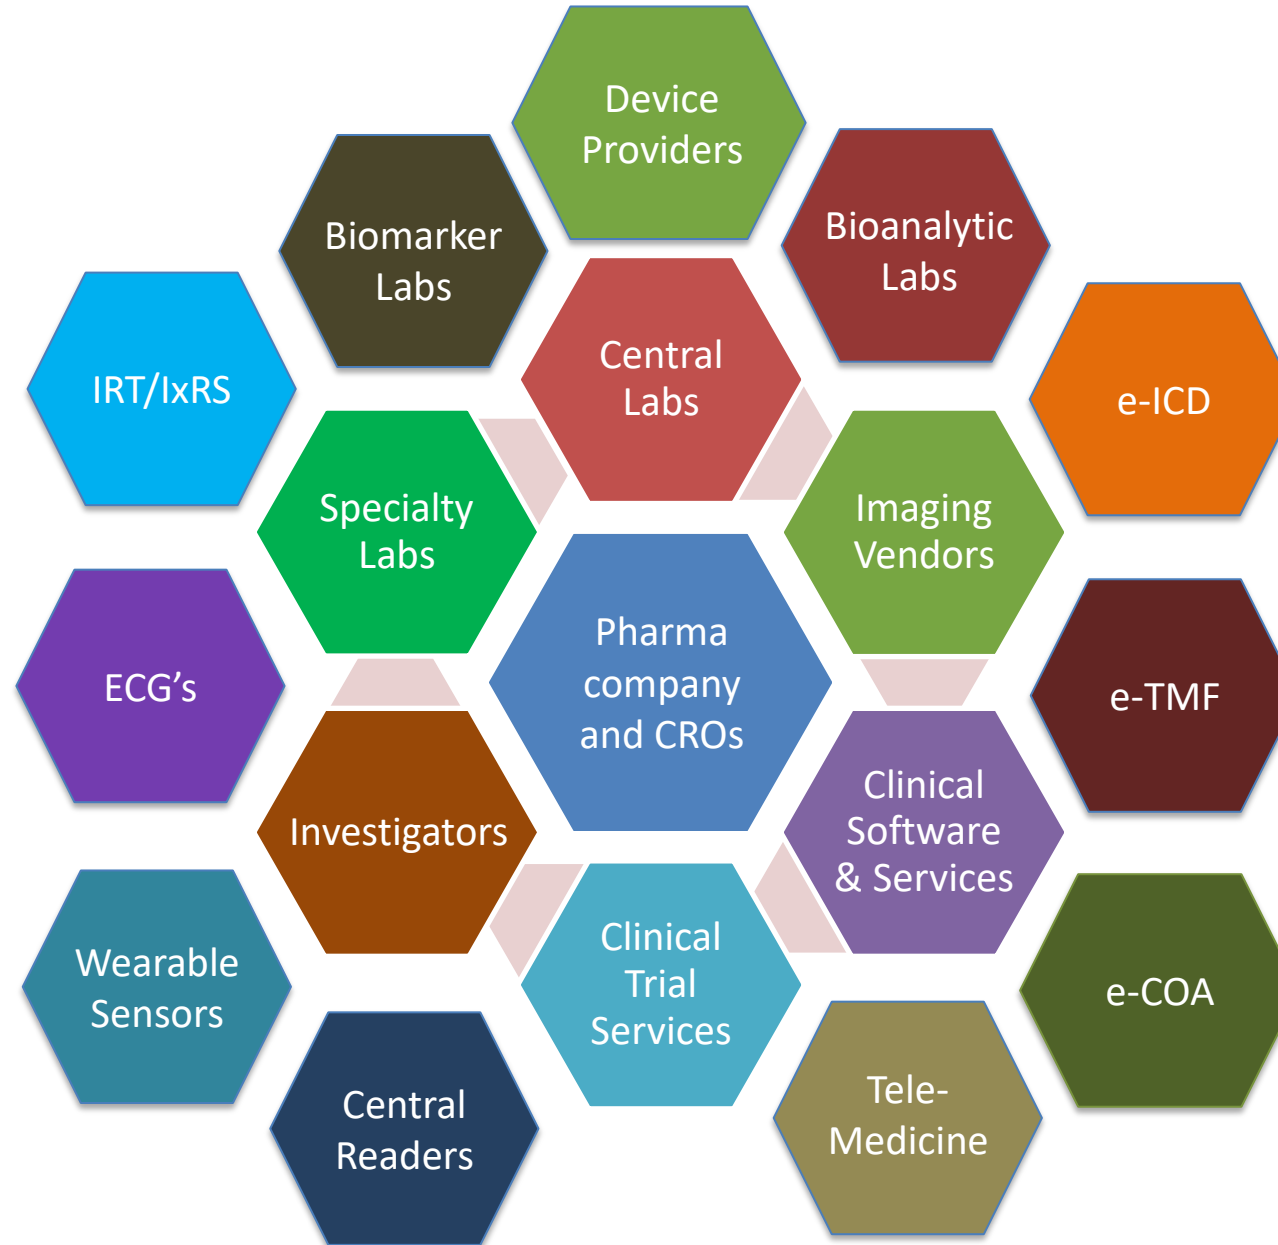 Device
Providers
Biomarker
Labs
Bioanalytic
Labs
IRT/IxRS
Central
Labs
e-ICD
Specialty
Labs
Imaging
Vendors
ECG's
Pharma
company
and CROs
e-TMF
Investigators
Clinical
Software
& Services
Wearable
Sensors
Clinical
Trial
Services
e-COA
Central
Readers
Tele-
Medicine